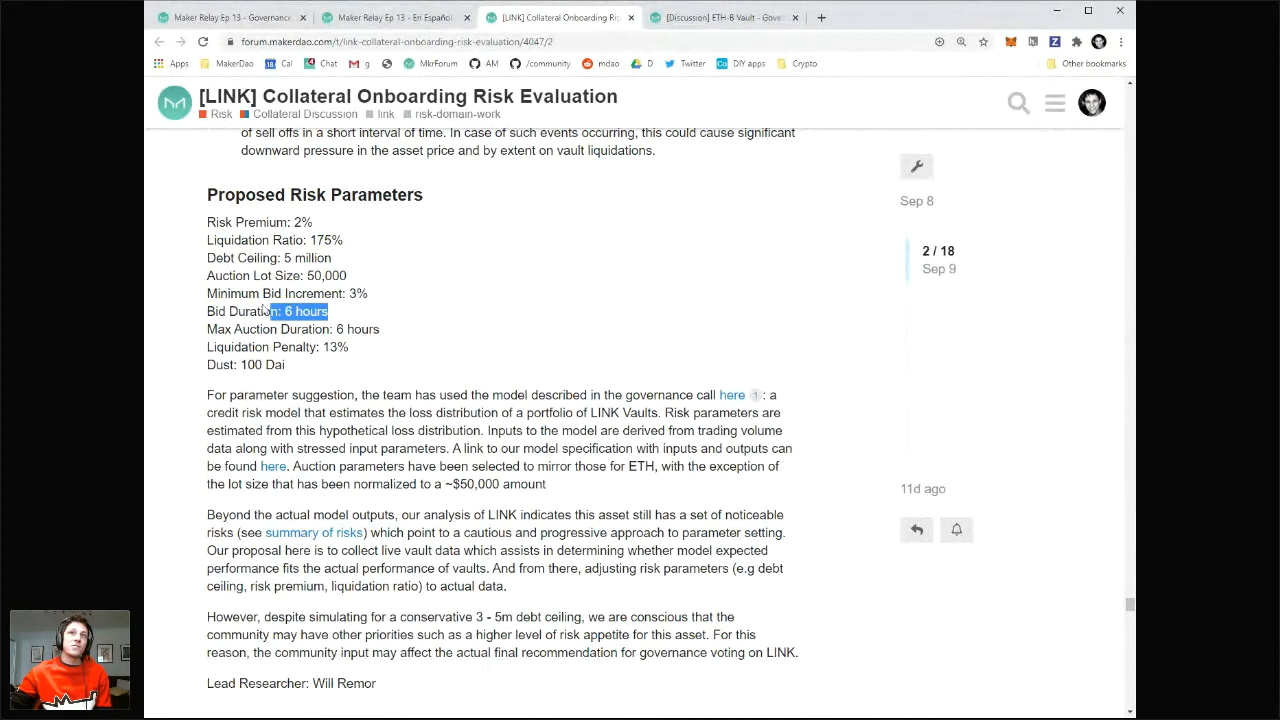 Maker Relay Ep 13 - Governance
Maker Relay Ep 13 - En Español
[LINK] Collateral Onboarding Ris
[Discussion] ETH-B Vault - Gove
forum.makerdao.com/t/link-collateral-onboarding-risk-evaluation/4047/2
Apps MakerDao Cal Chat g MkrForum AM /community mdao D Twitter DIY apps Crypto Other bookmarks
[LINK] Collateral Onboarding Risk Evaluation
Risk Collateral Discussion link risk-domain-work
of sell offs in a short interval of time. In case of such events occurring, this could cause significant
downward pressure in the asset price and by extent on vault liquidations.
Proposed Risk Parameters
Risk Premium: 2%
Liquidation Ratio: 175%
Debt Ceiling: 5 million
Auction Lot Size: 50,000
Minimum Bid Increment: 3%
Bid Duration: 6 hours
Max Auction Duration: 6 hours
Liquidation Penalty: 13%
Dust: 100 Dai
For parameter suggestion, the team has used the model described in the governance call here 1 : a
credit risk model that estimates the loss distribution of a portfolio of LINK Vaults. Risk parameters are
estimated from this hypothetical loss distribution. Inputs to the model are derived from trading volume
data along with stressed input parameters. A link to our model specification with inputs and outputs can
be found here. Auction parameters have been selected to mirror those for ETH, with the exception of
the lot size that has been normalized to a ~$50,000 amount
Beyond the actual model outputs, our analysis of LINK indicates this asset still has a set of noticeable
risks (see summary of risks) which point to a cautious and progressive approach to parameter setting.
Our proposal here is to collect live vault data which assists in determining whether model expected
performance fits the actual performance of vaults. And from there, adjusting risk parameters (e.g debt
ceiling, risk premium, liquidation ratio) to actual data.
However, despite simulating for a conservative 3 - 5m debt ceiling, we are conscious that the
community may have other priorities such as a higher level of risk appetite for this asset. For this
reason, the community input may affect the actual final recommendation for governance voting on LINK.
Lead Researcher: Will Remor
Sep 8
2 / 18
Sep 9
11d ago